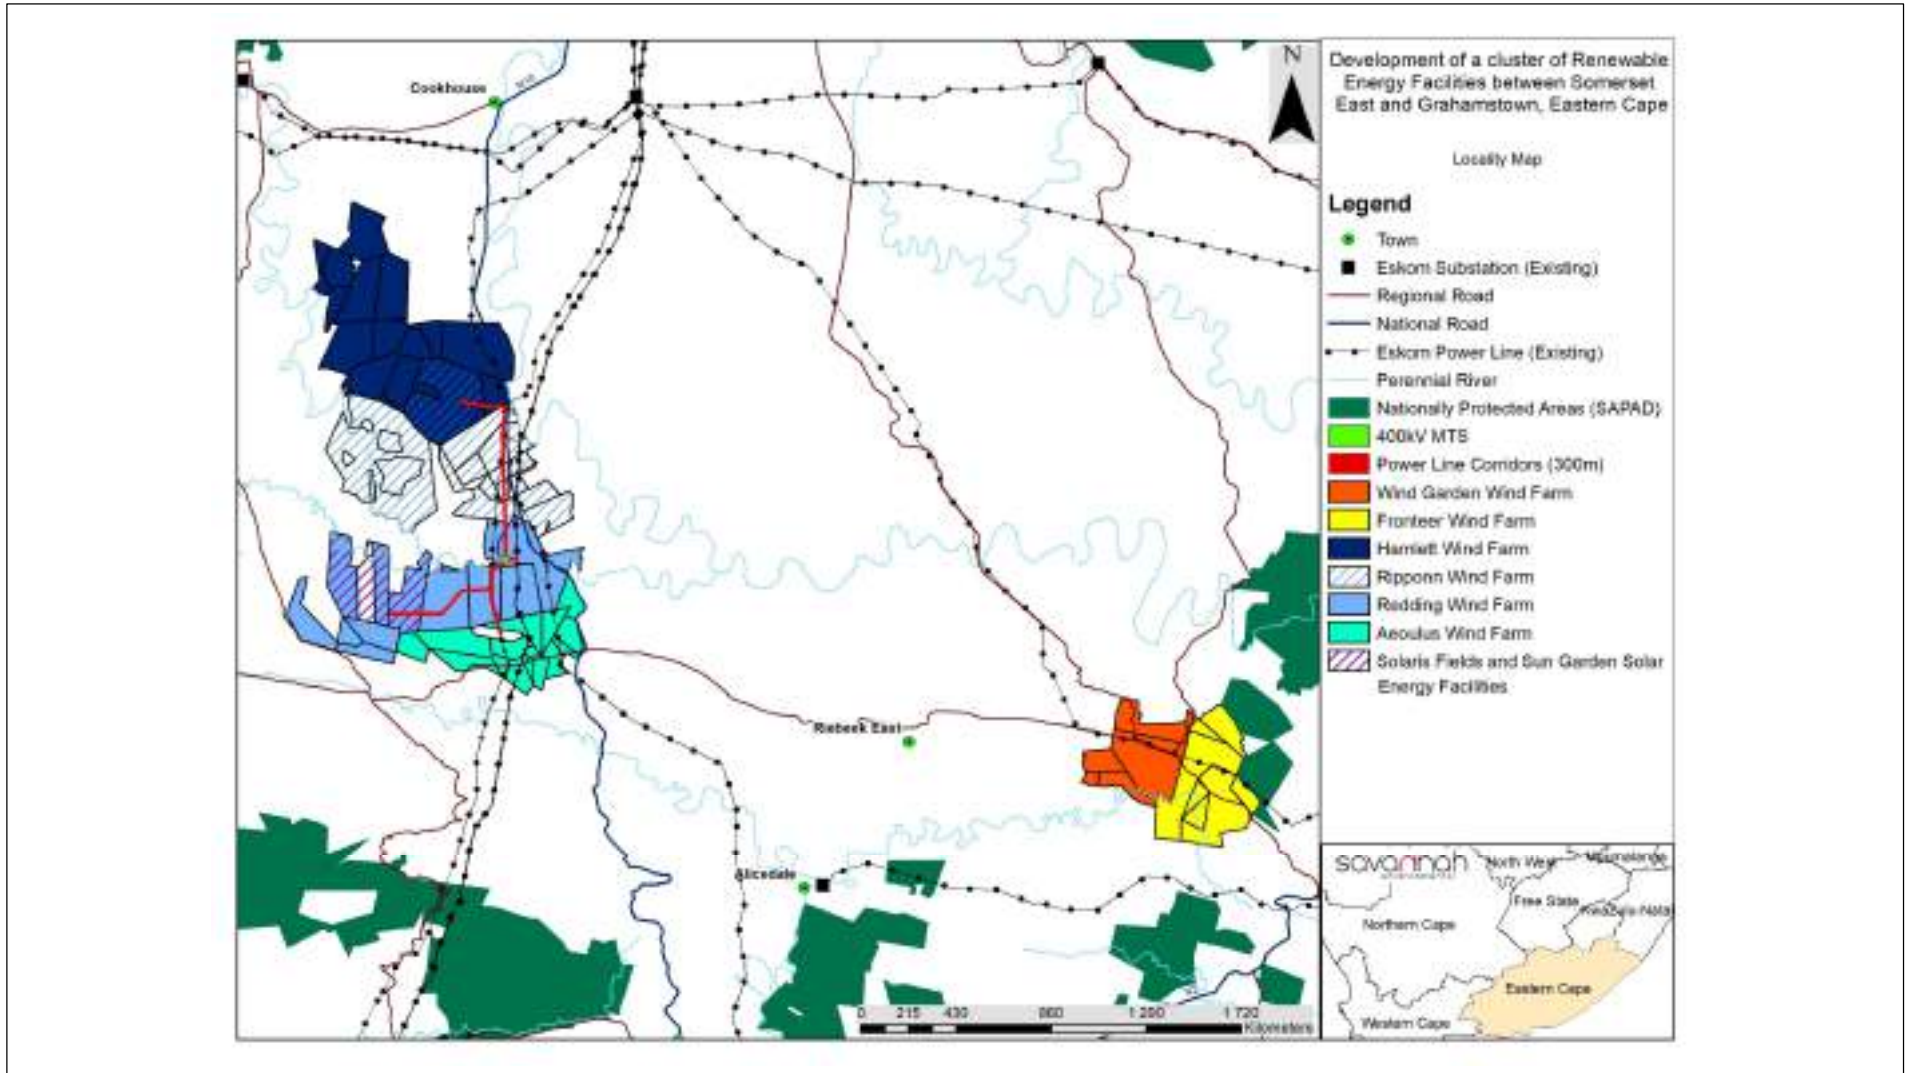 Development of a cluster of Renewable
Energy Facilities between Somerset
East and Grahamstown, Eastern Cape
Locality Map
Legend
Town
Eskom Substation (Existing)
Regional Road
National Road
Eskom Power Line (Existing)
Perennial River
Nationally Protected Areas (SAPAD)
400kV MTS
Power Line Corridors (300m)
Wind Garden Wind Farm
Fronteer Wind Farm
Hamlett Wind Farm
Ripponn Wind Farm
Redding Wind Farm
Aeoulus Wind Farm
Solaris Fields and Sun Garden Solar
Energy Facilities
N
Cookhouse
N10
Riebeek East
Alicedale
0 215 430 860 1 290 1 720
Kilometers
savannah
environmental
North West
Mpumalanga
Free State
KwaZulu-Natal
Northern Cape
Eastern Cape
Western Cape